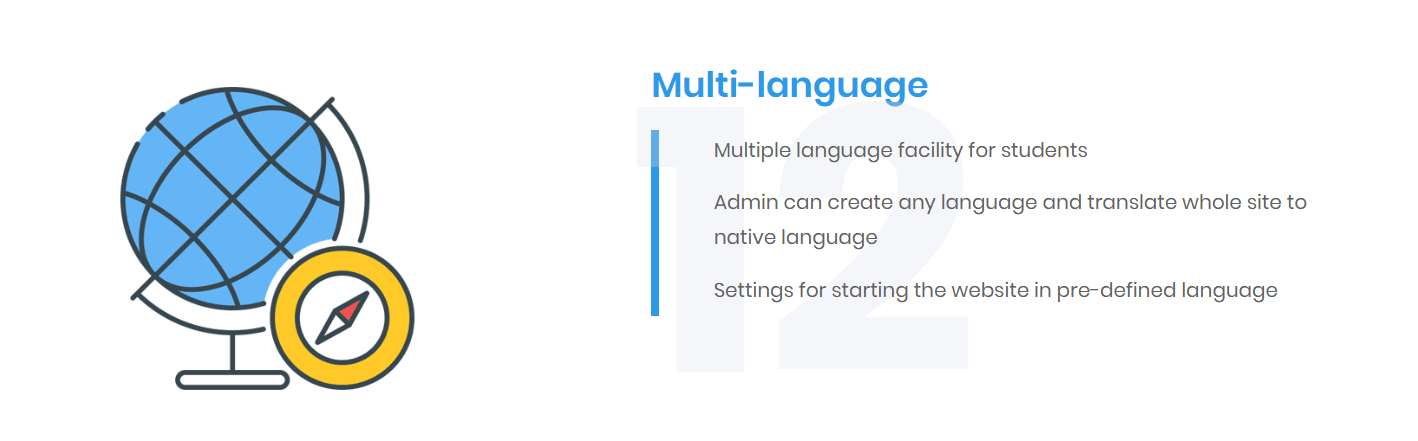 Multi-language
12
Multiple language facility for students
Admin can create any language and translate whole site to
native language
Settings for starting the website in pre-defined language